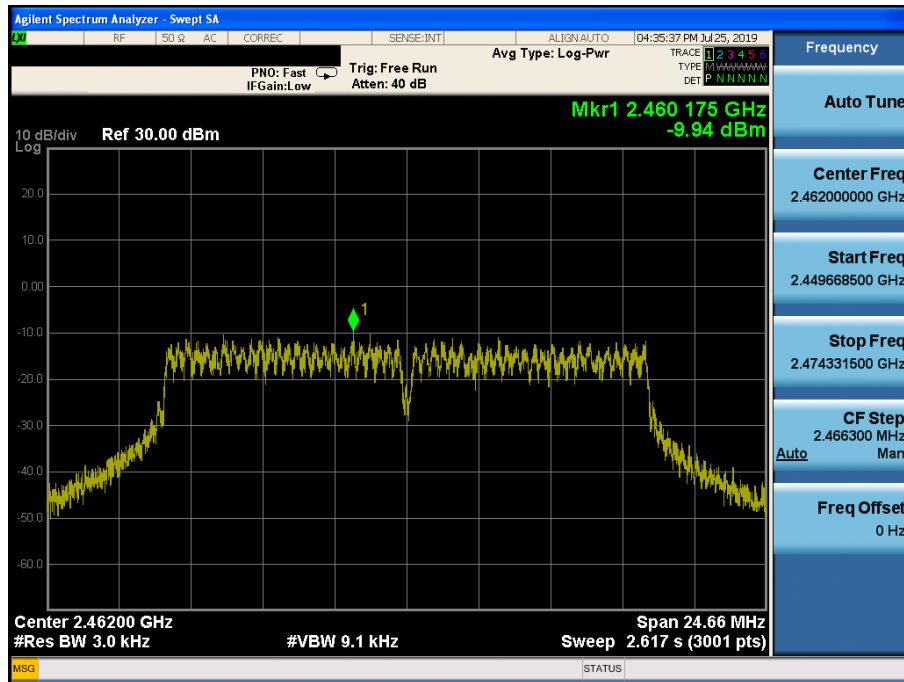 Agilent Spectrum Analyzer - Swept SA
LXI RF 50 Ω AC CORREC SENSE:INT ALIGN AUTO 04:35:37 PM Jul 25, 2019
PNO: Fast
IFGain:Low
Trig: Free Run
Atten: 40 dB
Avg Type: Log-Pwr
TRACE 1 2 3 4 5 6
TYPE MWWWWW
DET P N N N N N
Mkr1 2.460 175 GHz
-9.94 dBm
10 dB/div Ref 30.00 dBm
Log
20.0
10.0
0.00
-10.0
-20.0
-30.0
-40.0
-50.0
-60.0
1
Center 2.46200 GHz Span 24.66 MHz
#Res BW 3.0 kHz #VBW 9.1 kHz Sweep 2.617 s (3001 pts)
MSG STATUS
Frequency
Auto Tune
Center Freq
2.462000000 GHz
Start Freq
2.449668500 GHz
Stop Freq
2.474331500 GHz
CF Step
2.466300 MHz
Auto Man
Freq Offset
0 Hz